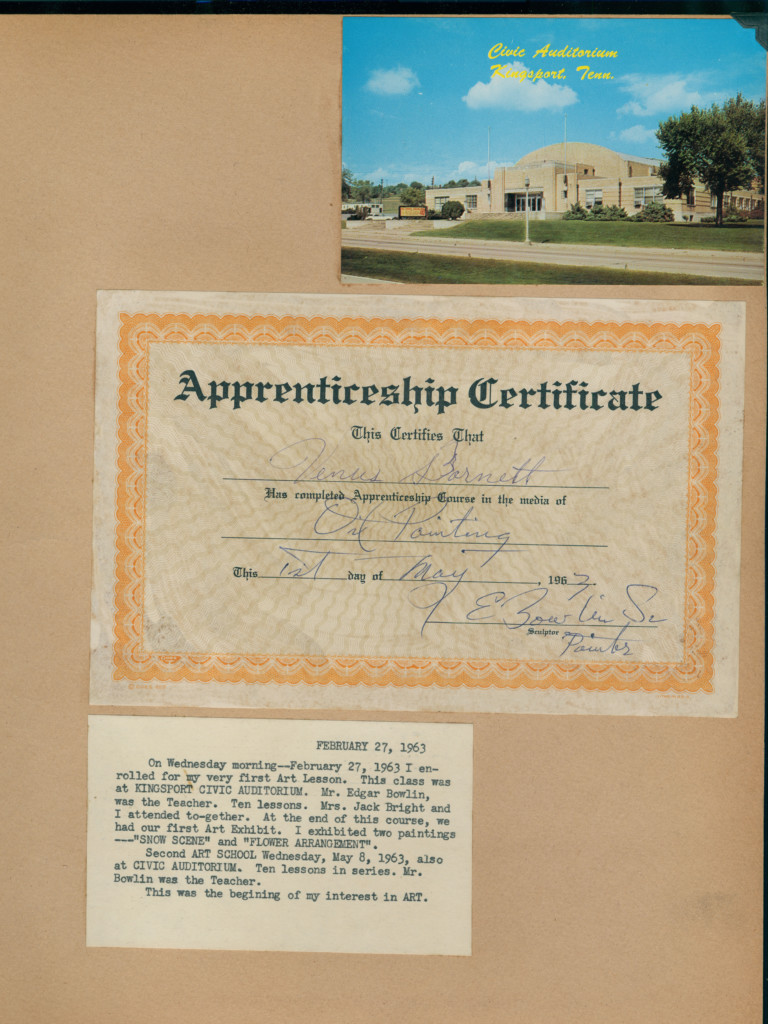 Civic Auditorium
Kingsport, Tenn.
Apprenticeship Certificate
This Certifies That
Venus Barnett
Has completed Apprenticeship Course in the media of
Oil Painting
This 1st day of May, 1963.
E Bowlin Sr
Sculptor
Painter
FEBRUARY 27, 1963
On Wednesday morning--February 27, 1963 I en-
rolled for my very first Art Lesson. This class was
at KINGSPORT CIVIC AUDITORIUM. Mr. Edgar Bowlin,
was the Teacher. Ten lessons. Mrs. Jack Bright and
I attended to-gether. At the end of this course, we
had our first Art Exhibit. I exhibited two paintings
---"SNOW SCENE" and "FLOWER ARRANGEMENT".
Second ART SCHOOL Wednesday, May 8, 1963, also
at CIVIC AUDITORIUM. Ten lessons in series. Mr.
Bowlin was the Teacher.
This was the begining of my interest in ART.